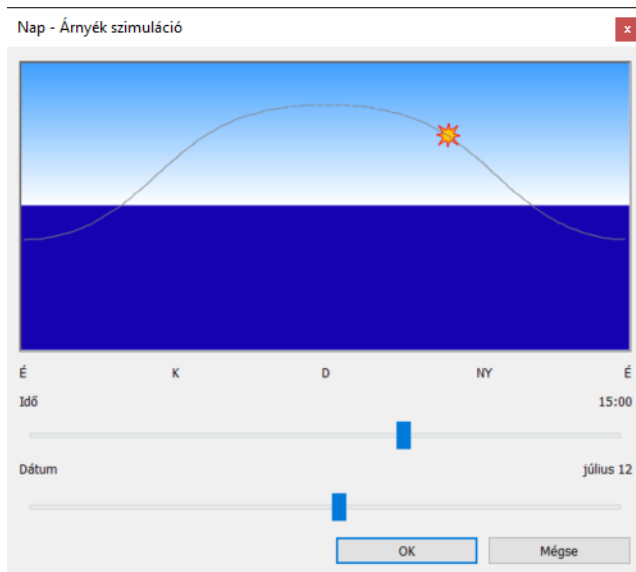 Nap - Árnyék szimuláció
x
É K D NY É
Idő 15:00
Dátum július 12
OK Mégse